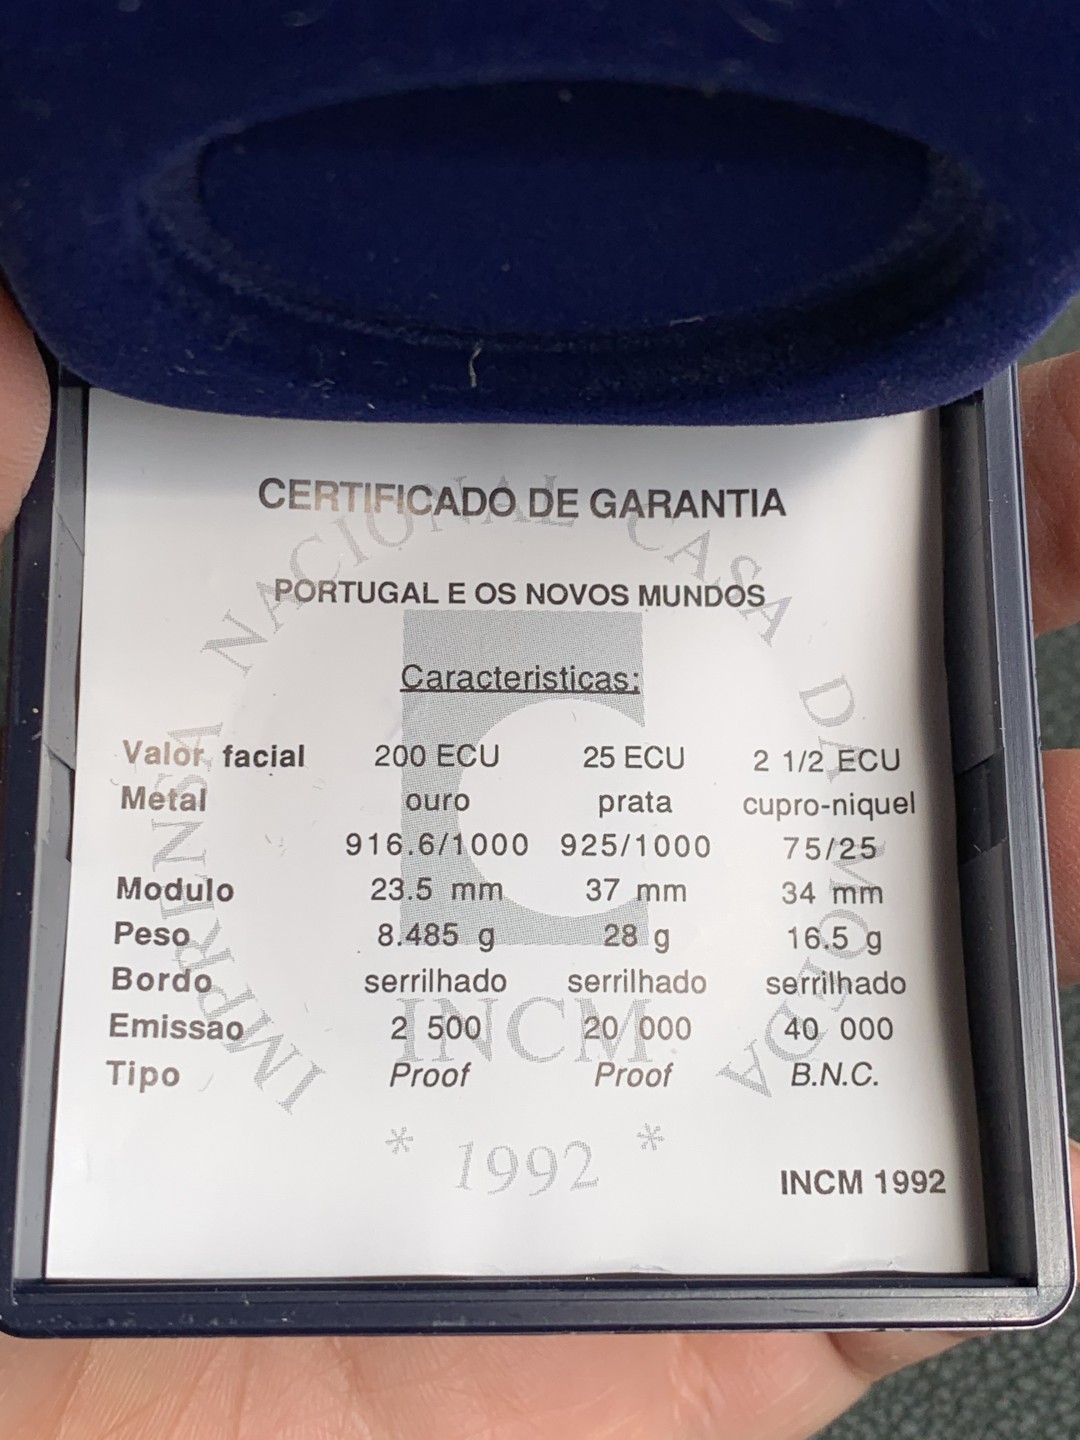 CERTIFICADO DE GARANTIA
PORTUGAL E OS NOVOS MUNDOS
Caracteristicas:
Valor facial 200 ECU 25 ECU 2 1/2 ECU
Metal ouro prata cupro-niquel
916.6/1000 925/1000 75/25
Modulo 23.5 mm 37 mm 34 mm
Peso 8.485 g 28 g 16.5 g
Bordo serrilhado serrilhado serrilhado
Emissao 2 500 20 000 40 000
Tipo Proof Proof B.N.C.
INCM 1992
IMPRENSA NACIONAL CASA DA MOEDA
INCM
* 1992 *